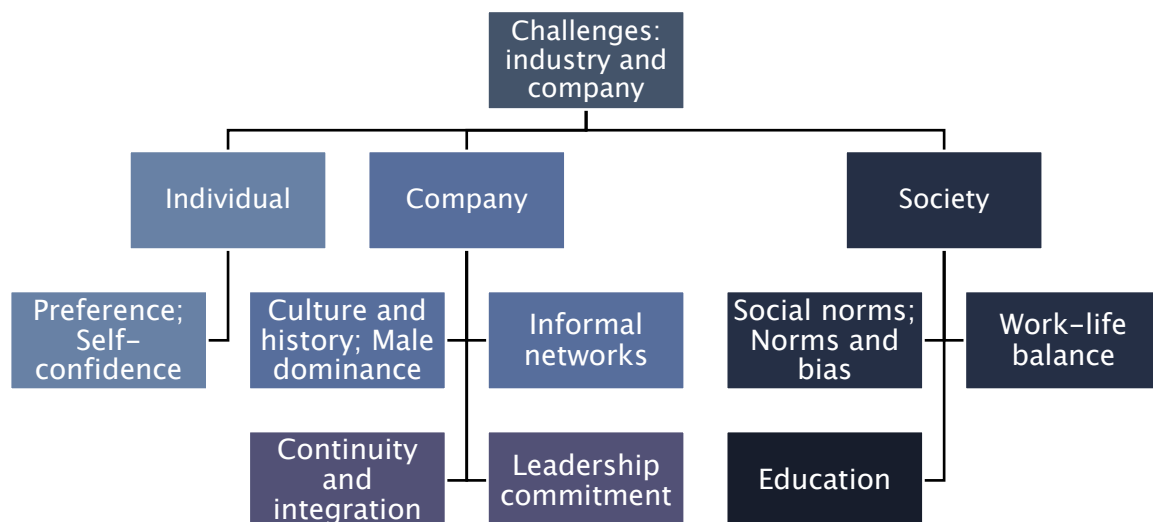 Challenges:
industry and
company
Individual
Company
Society
Preference;
Self-
confidence
Culture and
history; Male
dominance
Informal
networks
Social norms;
Norms and
bias
Work-life
balance
Continuity
and
integration
Leadership
commitment
Education